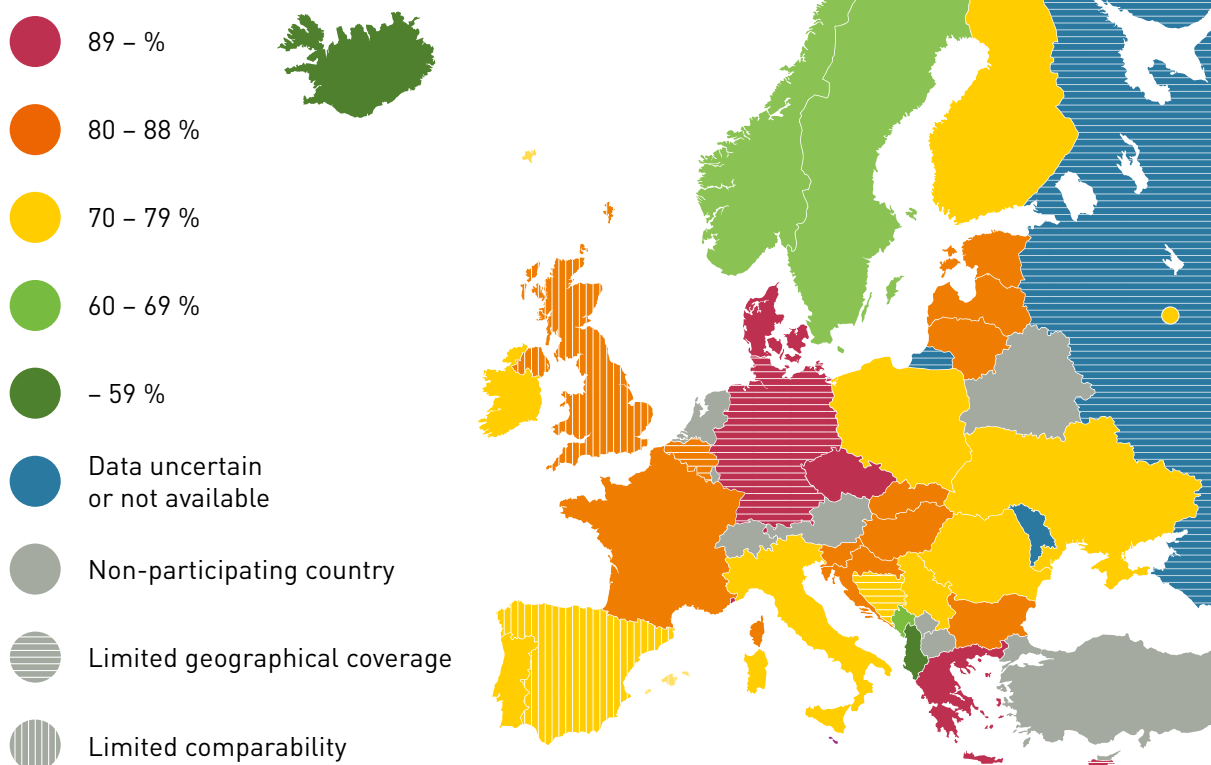 89 – %
80 – 88 %
70 – 79 %
60 – 69 %
– 59 %
Data uncertain
or not available
Non-participating country
Limited geographical coverage
Limited comparability